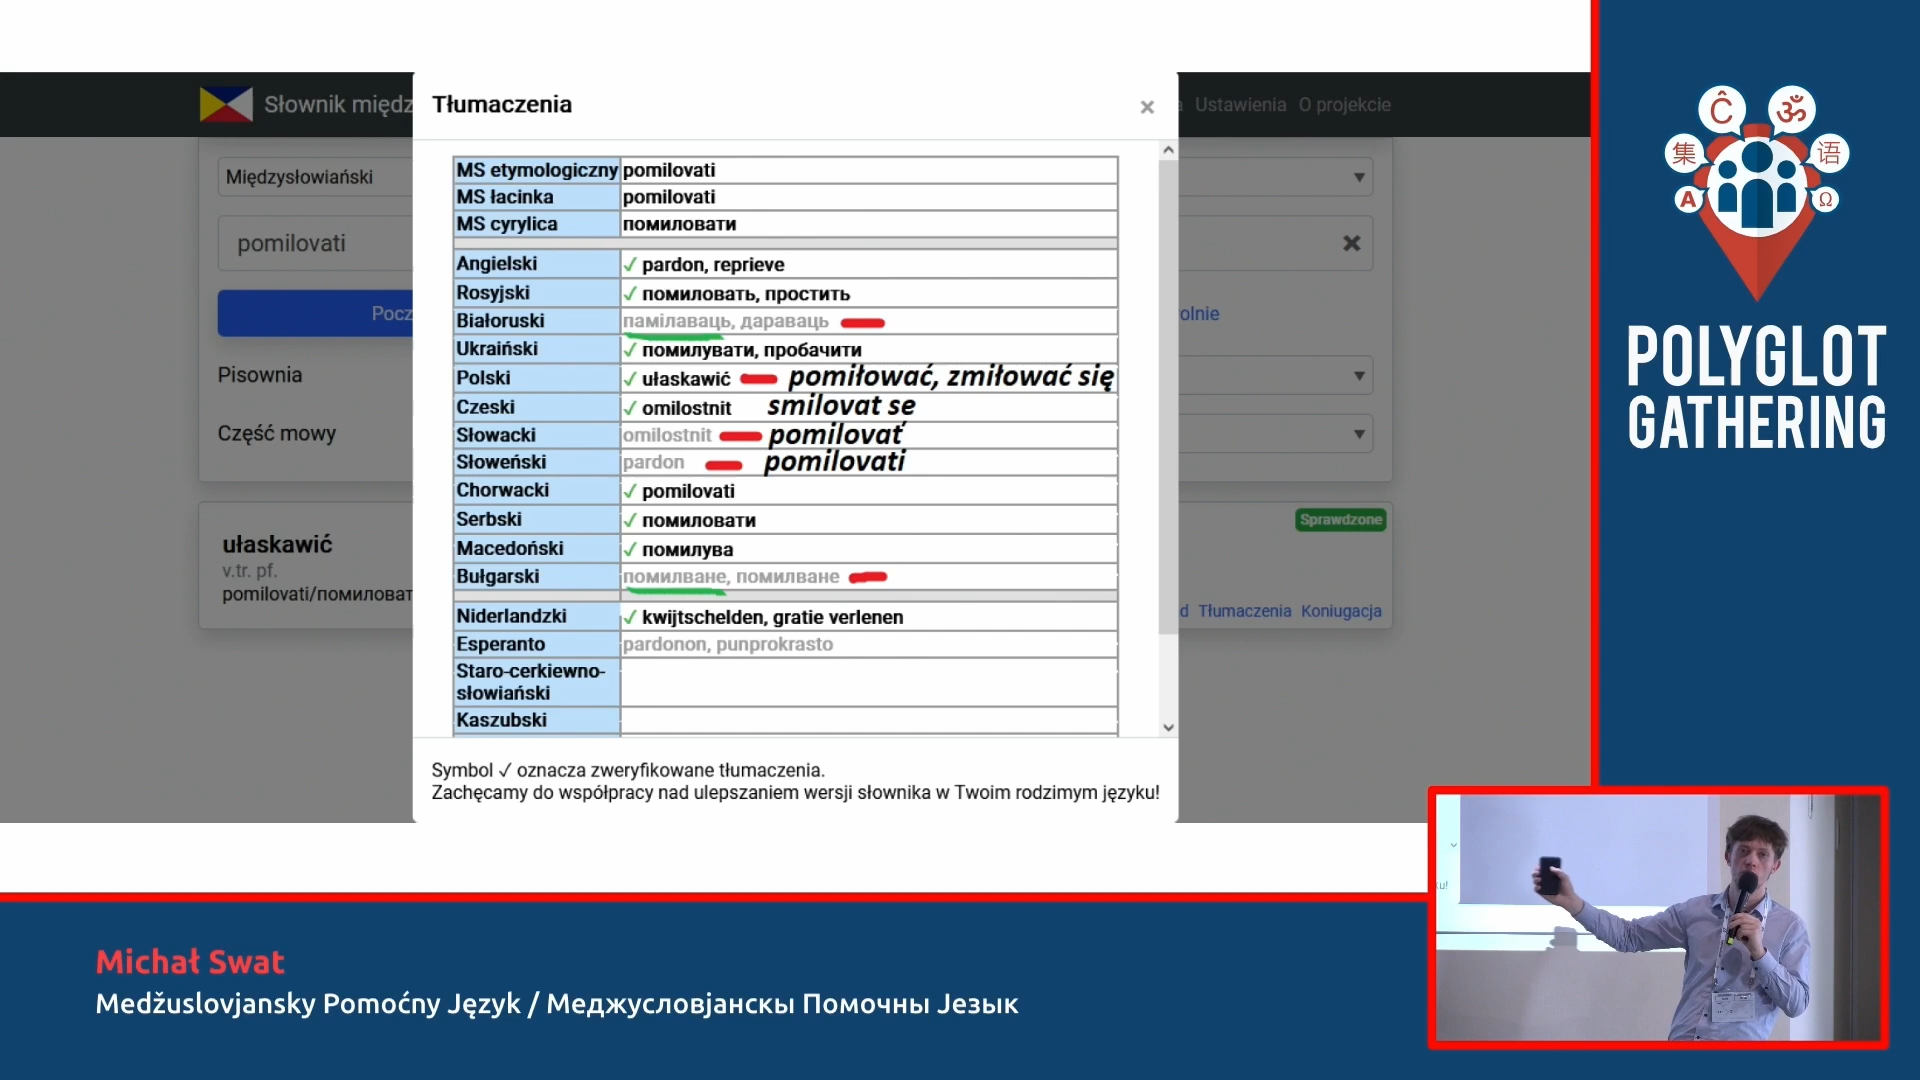 Słownik międz
Ustawienia O projekcie
Międzysłowiański
pomilovati
Pocz
olnie
Pisownia
Część mowy
ułaskawić
v.tr. pf.
pomilovati/помиловат
Sprawdzone
d Tłumaczenia Koniugacja
Tłumaczenia
MS etymologiczny pomilovati
MS łacinka pomilovati
MS cyrylica помиловати
Angielski ✓ pardon, reprieve
Rosyjski ✓ помиловать, простить
Białoruski памілаваць, дараваць
Ukraiński ✓ помилувати, пробачити
Polski ✓ ułaskawić pomiłować, zmiłować się
Czeski ✓ omilostnit smilovat se
Słowacki omilostnit pomilovať
Słoweński pardon pomilovati
Chorwacki ✓ pomilovati
Serbski ✓ помиловати
Macedoński ✓ помилува
Bułgarski помилване, помилване
Niderlandzki ✓ kwijtschelden, gratie verlenen
Esperanto pardonon, punprokrasto
Staro-cerkiewno-
słowiański
Kaszubski
Symbol ✓ oznacza zweryfikowane tłumaczenia.
Zachęcamy do współpracy nad ulepszaniem wersji słownika w Twoim rodzimym języku!
Ĉ ॐ
集 语
A Ω
POLYGLOT
GATHERING
ku!
Michał Swat
Medžuslovjansky Pomoćny Język / Меджусловјанскы Помочны Језык